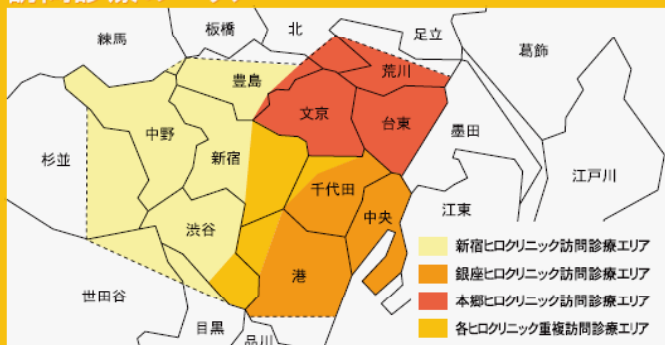 練馬
板橋
北
足立
葛飾
豊島
荒川
文京
台東
杉並
中野
新宿
墨田
江戸川
千代田
渋谷
中央
江東
港
世田谷
目黒
品川
新宿ヒロクリニック訪問診療エリア
銀座ヒロクリニック訪問診療エリア
本郷ヒロクリニック訪問診療エリア
各ヒロクリニック重複訪問診療エリア